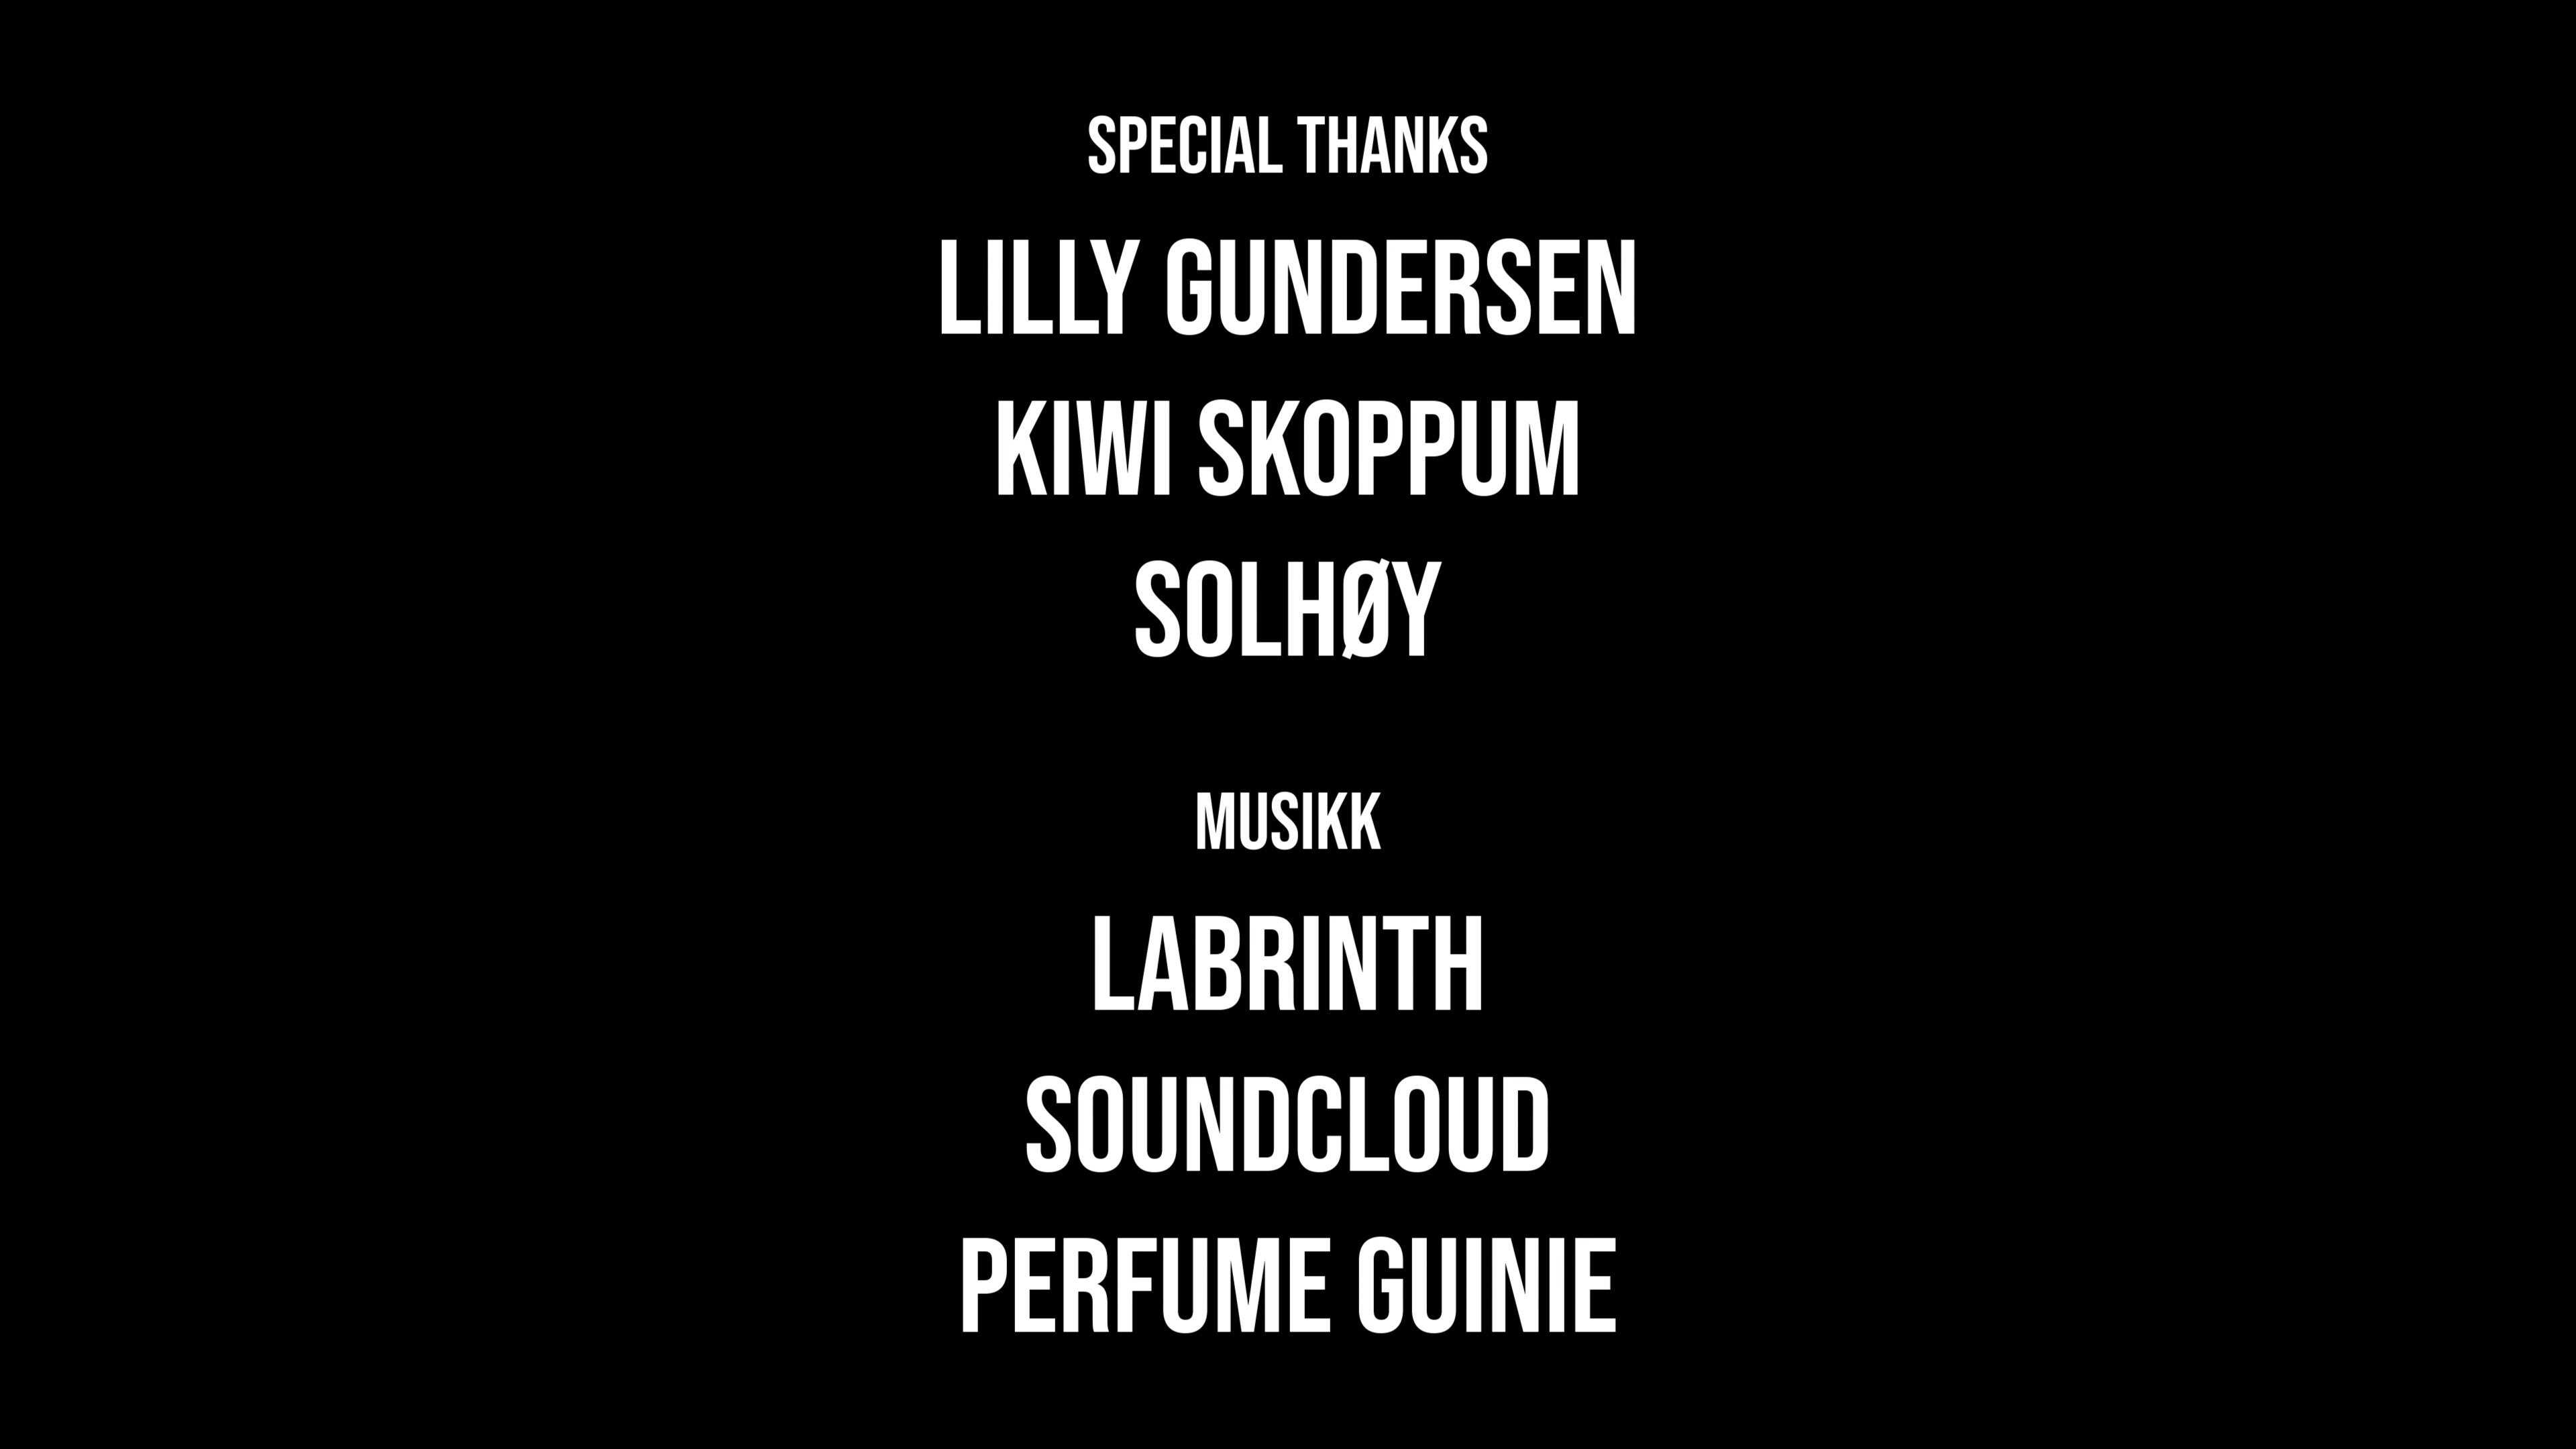 SPECIAL THANKS
LILLY GUNDERSEN
KIWI SKOPPUM
SOLHØY
MUSIKK
LABRINTH
SOUNDCLOUD
PERFUME GUINIE